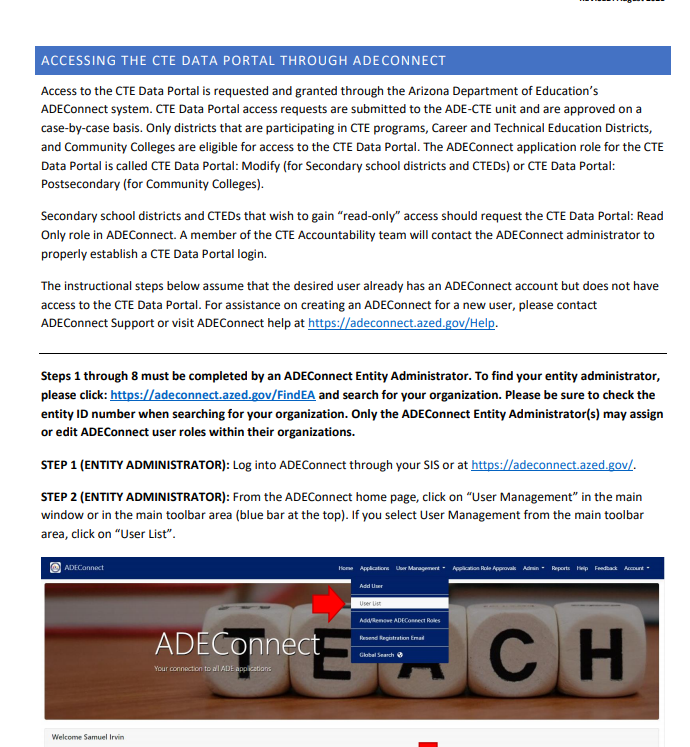 ACCESSING THE CTE DATA PORTAL THROUGH ADECONNECT
Access to the CTE Data Portal is requested and granted through the Arizona Department of Education's
ADEConnect system. CTE Data Portal access requests are submitted to the ADE-CTE unit and are approved on a
case-by-case basis. Only districts that are participating in CTE programs, Career and Technical Education Districts,
and Community Colleges are eligible for access to the CTE Data Portal. The ADEConnect application role for the CTE
Data Portal is called CTE Data Portal: Modify (for Secondary school districts and CTEDs) or CTE Data Portal:
Postsecondary (for Community Colleges).
Secondary school districts and CTEDs that wish to gain “read-only” access should request the CTE Data Portal: Read
Only role in ADEConnect. A member of the CTE Accountability team will contact the ADEConnect administrator to
properly establish a CTE Data Portal login.
The instructional steps below assume that the desired user already has an ADEConnect account but does not have
access to the CTE Data Portal. For assistance on creating an ADEConnect for a new user, please contact
ADEConnect Support or visit ADEConnect help at https://adeconnect.azed.gov/Help.
Steps 1 through 8 must be completed by an ADEConnect Entity Administrator. To find your entity administrator,
please click: https://adeconnect.azed.gov/FindEA and search for your organization. Please be sure to check the
entity ID number when searching for your organization. Only the ADEConnect Entity Administrator(s) may assign
or edit ADEConnect user roles within their organizations.
STEP 1 (ENTITY ADMINISTRATOR): Log into ADEConnect through your SIS or at https://adeconnect.azed.gov/.
STEP 2 (ENTITY ADMINISTRATOR): From the ADEConnect home page, click on “User Management” in the main
window or in the main toolbar area (blue bar at the top). If you select User Management from the main toolbar
area, click on “User List”.
ADEConnect Home Applications User Management Application Role Approvals Admin Reports Help Feedback Account
Add User
User List
Add/Remove ADEConnect Roles
Resend Registration Email
Global Search
ADEConnect
Your connection to all ADE applications
TEACH
Welcome Samuel Irvin